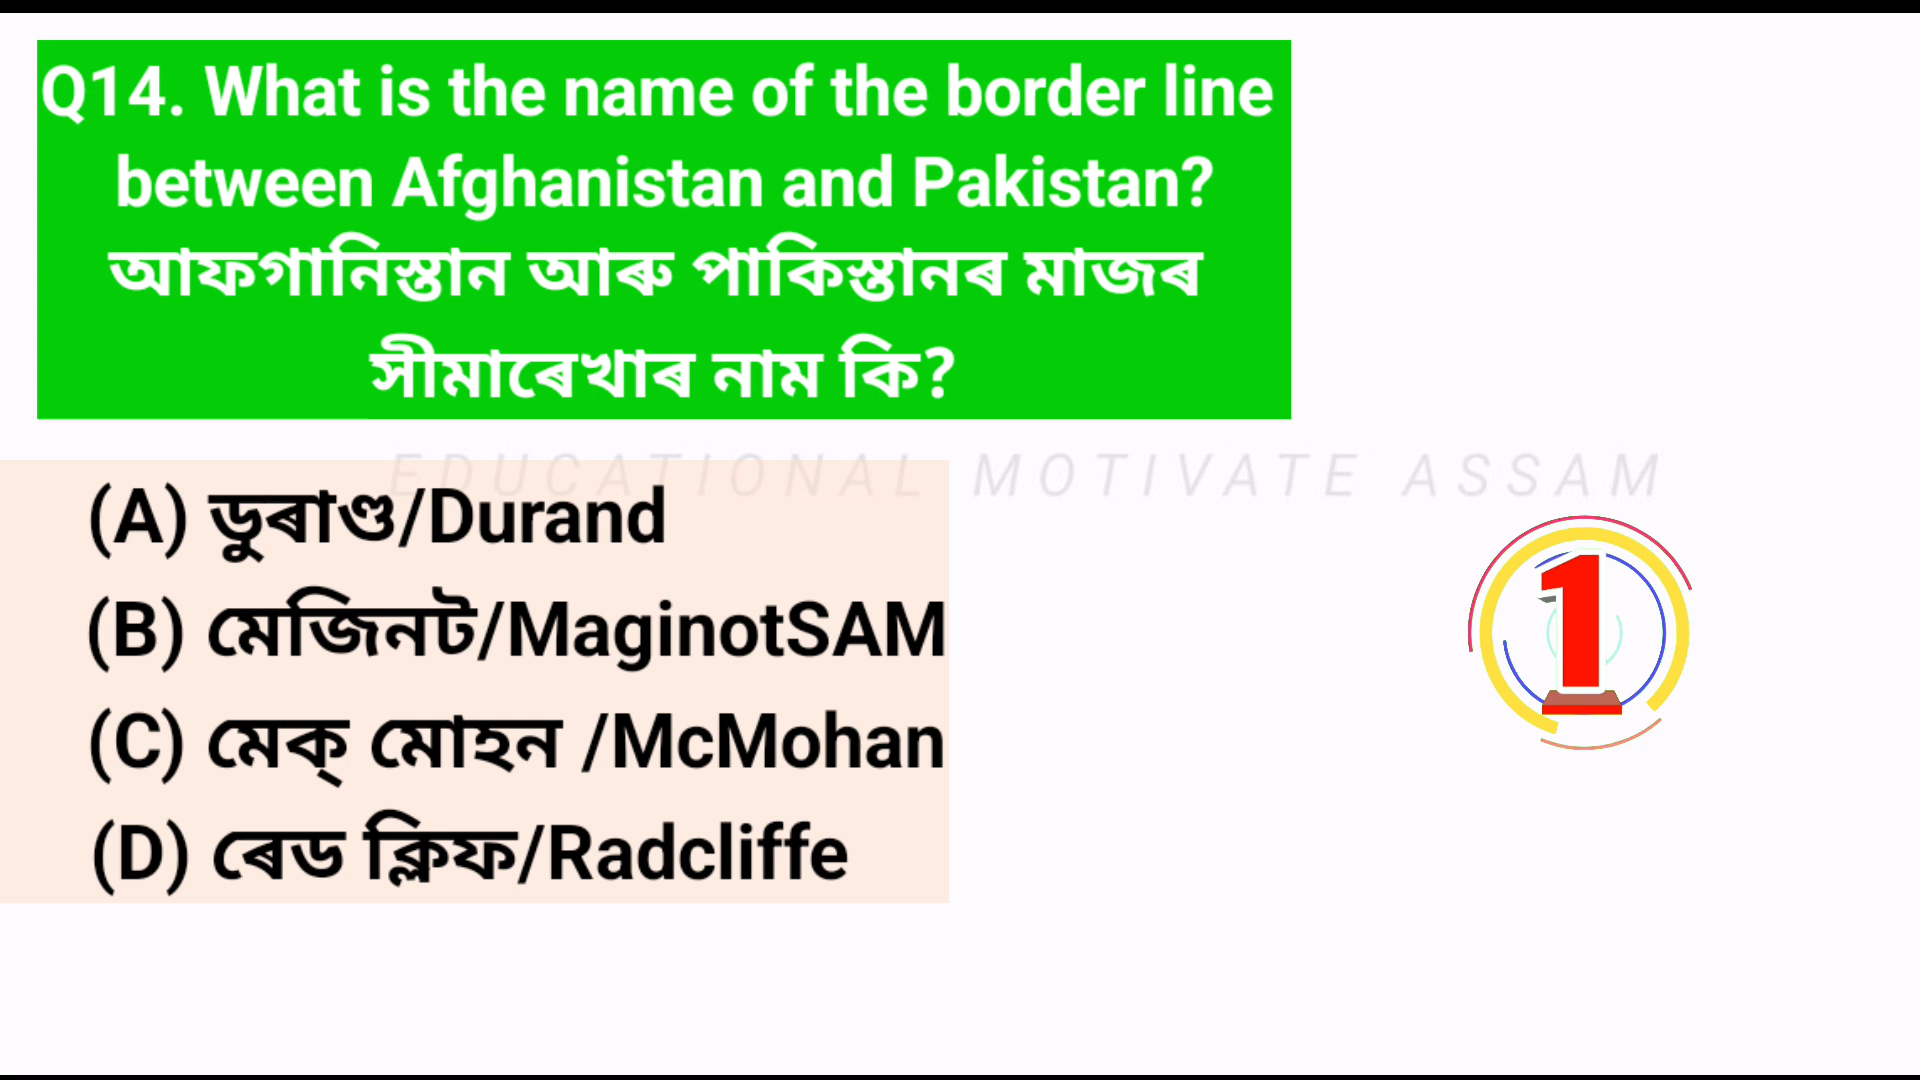 Q14. What is the name of the border line
between Afghanistan and Pakistan?
আফগানিস্তান আৰু পাকিস্তানৰ মাজৰ
সীমাৰেখাৰ নাম কি?
EDUCATIONAL MOTIVATE ASSAM
(A) ডুৰাণ্ড/Durand
(B) মেজিনট/MaginotSAM
(C) মেক্ মোহন /McMohan
(D) ৰেড ক্লিফ/Radcliffe
1